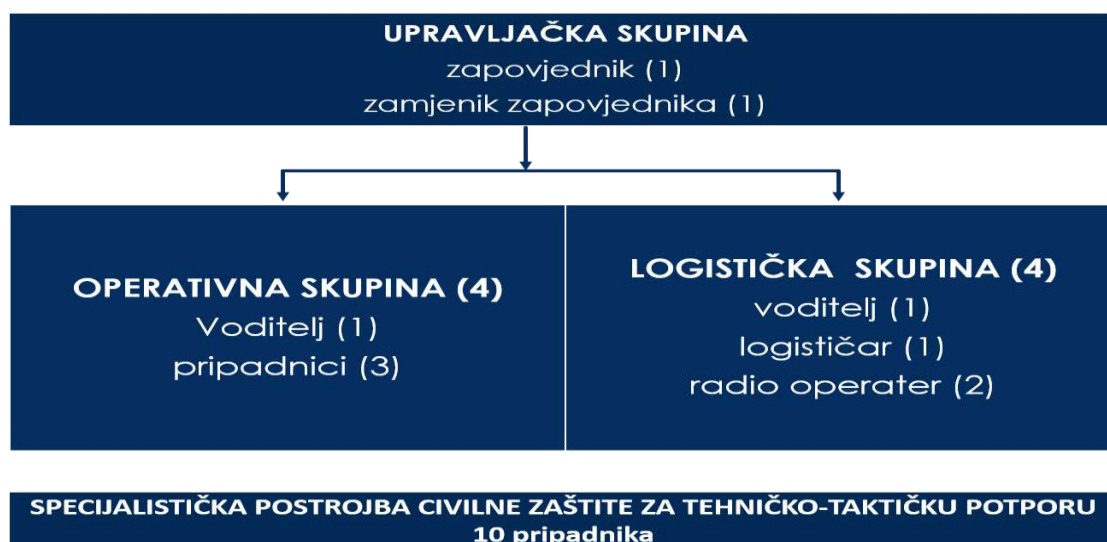 UPRAVLJAČKA SKUPINA
zapovjednik (1)
zamjenik zapovjednika (1)
OPERATIVNA SKUPINA (4)
Voditelj (1)
pripadnici (3)
LOGISTIČKA SKUPINA (4)
voditelj (1)
logističar (1)
radio operater (2)
SPECIJALISTIČKA POSTROJBA CIVILNE ZAŠTITE ZA TEHNIČKO-TAKTIČKU POTPORU
10 pripadnika